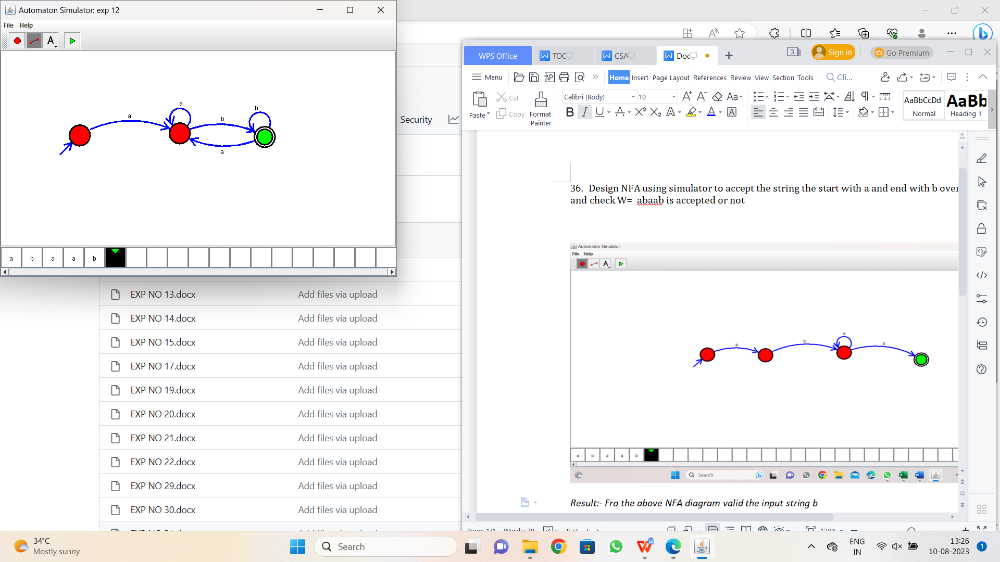 Automaton Simulator: exp 12
File Help
A
a
a
b
b
a
a b a a b
Security
EXP NO 13.docx Add files via upload
EXP NO 14.docx Add files via upload
EXP NO 15.docx Add files via upload
EXP NO 17.docx Add files via upload
EXP NO 19.docx Add files via upload
EXP NO 20.docx Add files via upload
EXP NO 21.docx Add files via upload
EXP NO 22.docx Add files via upload
EXP NO 29.docx Add files via upload
EXP NO 30.docx Add files via upload
WPS Office TOC CSA Doc 3 Sign in Go Premium
Menu Home Insert Page Layout References Review View Section Tools Cli...
Paste Cut Copy Format Painter
Calibri (Body) 10
AaBbCcDd AaBb
Normal Heading 1
36. Design NFA using simulator to accept the string the start with a and end with b over
and check W= abaab is accepted or not
Automaton Simulator
File Help
A
a
b
a
b
a b a a b
Search
Result:- Fro the above NFA diagram valid the input string b
34°C
Mostly sunny
Search
ENG
IN
13:26
10-08-2023
1